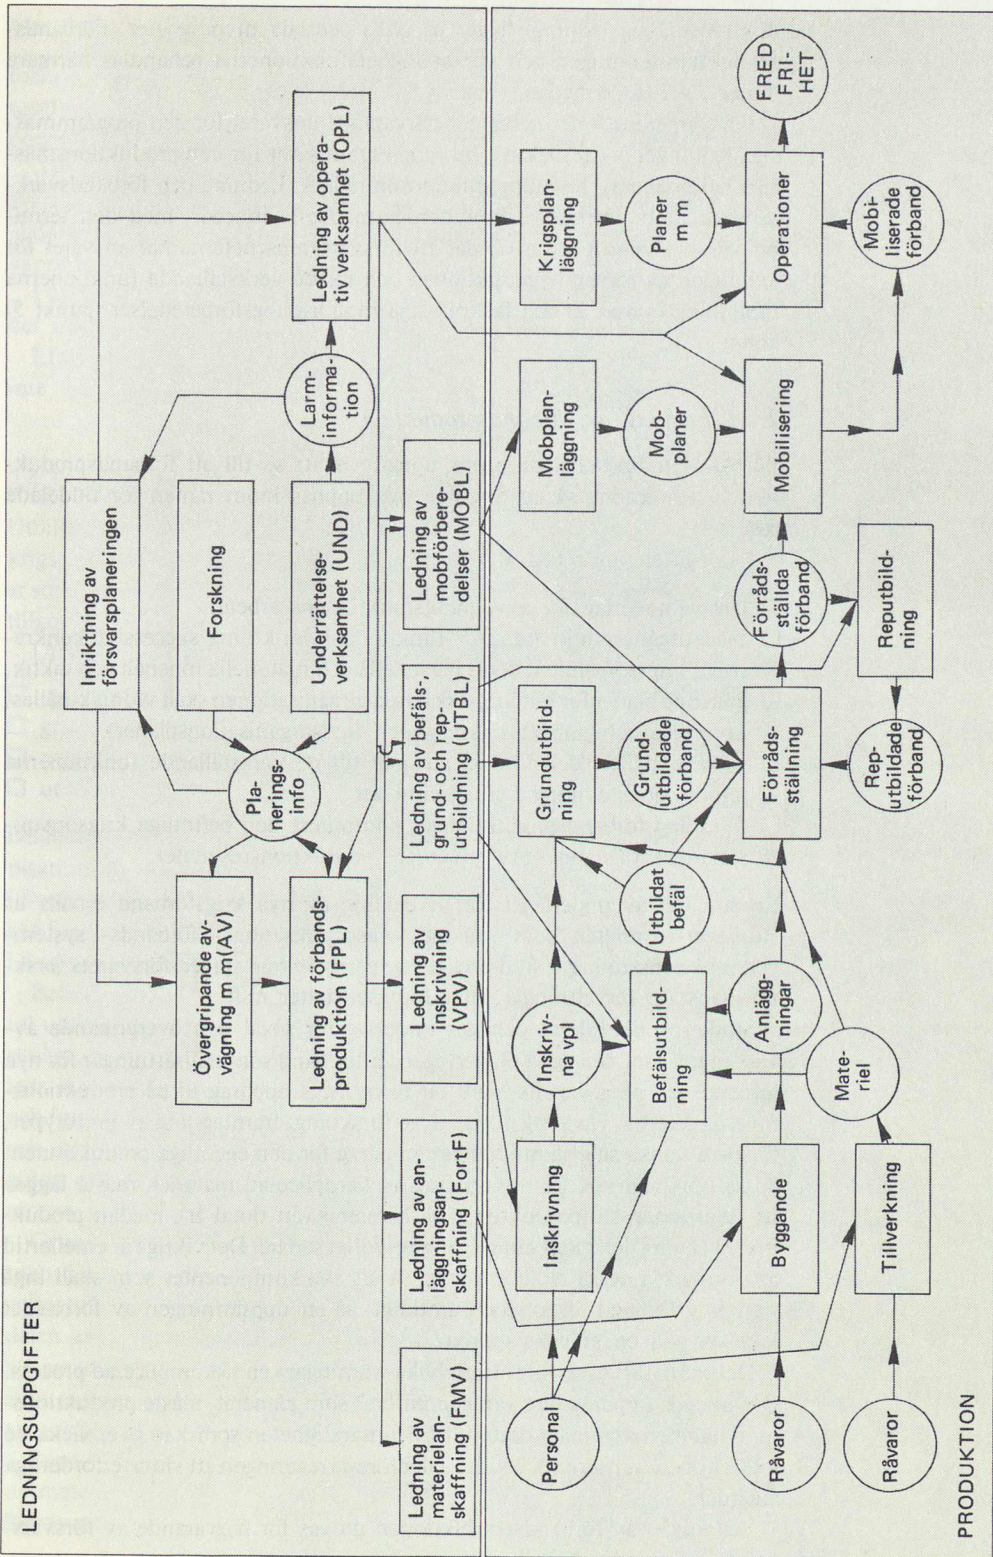 LEDNINGSUPPGIFTER
Inriktning av
försvarsplaneringen
Forskning
Underrättelse-
verksamhet (UND)
Larm-
informa-
tion
Ledning av opera-
tiv verksamhet (OPL)
Pla-
nerings
info
Övergripande av-
vägning m m(AV)
Ledning av förbands-
produktion (FPL)
Ledning av
materielan-
skaffning (FMV)
Ledning av an-
läggningsan-
skaffning (FortF)
Ledning av
inskrivning
(VPV)
Ledning av befäls-,
grund- och rep-
utbildning (UTBL)
Ledning av
mobförbere-
delser (MOBL)
Personal
Inskrivning
Inskriv-
na vpl
Grundutbild-
ning
Mobplan-
läggning
Krigsplan-
läggning
Befälsutbild-
ning
Utbildat
befäl
Grund
utbildade
förband
Mob-
planer
Planer
m m
Råvaror
Byggande
Anlägg-
ningar
Förråds-
ställning
Förråds-
ställda
förband
Mobilisering
Operationer
FRED
FRI-
HET
Råvaror
Tillverkning
Mate-
riel
Rep-
utbildade
förband
Reputbild-
ning
Mobi-
liserade
förband
PRODUKTION